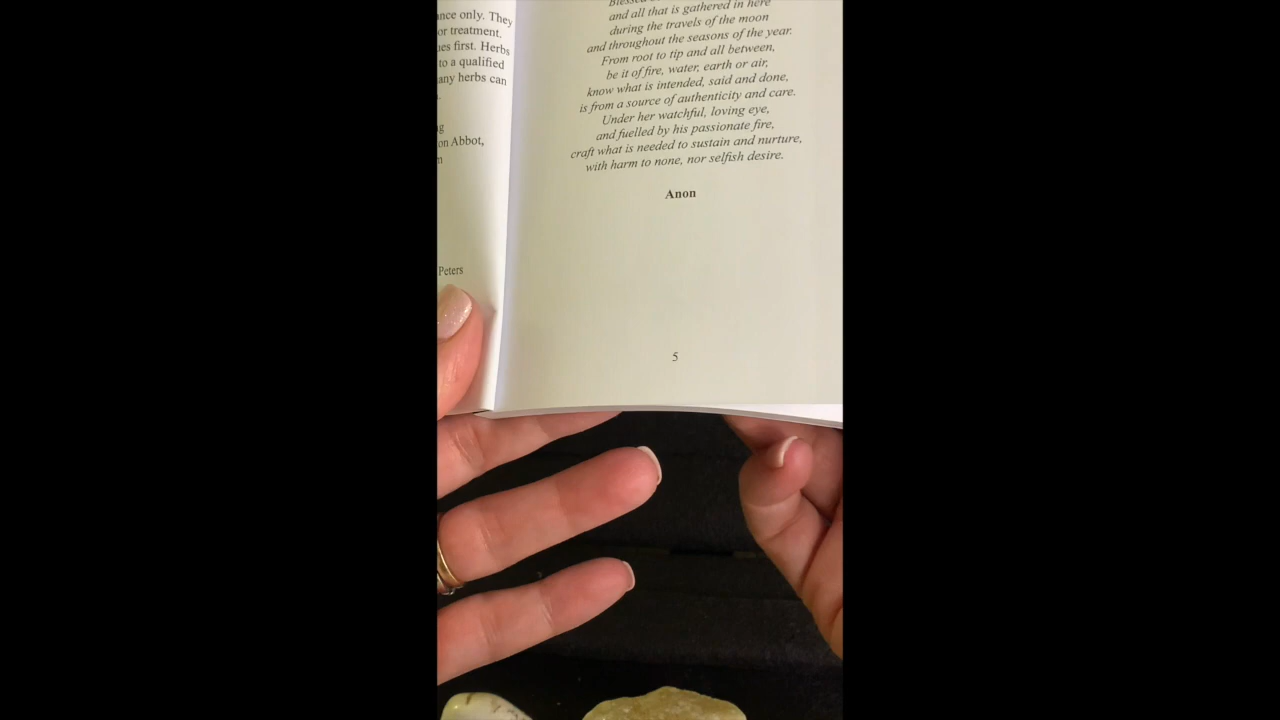 ance only. They
or treatment.
ues first. Herbs
to a qualified
any herbs can
on Abbot,
Peters
Blessed
and all that is gathered in here
during the travels of the moon
and throughout the seasons of the year.
From root to tip and all between,
be it of fire, water, earth or air,
know what is intended, said and done,
is from a source of authenticity and care.
Under her watchful, loving eye,
and fuelled by his passionate fire,
craft what is needed to sustain and nurture,
with harm to none, nor selfish desire.
Anon
5